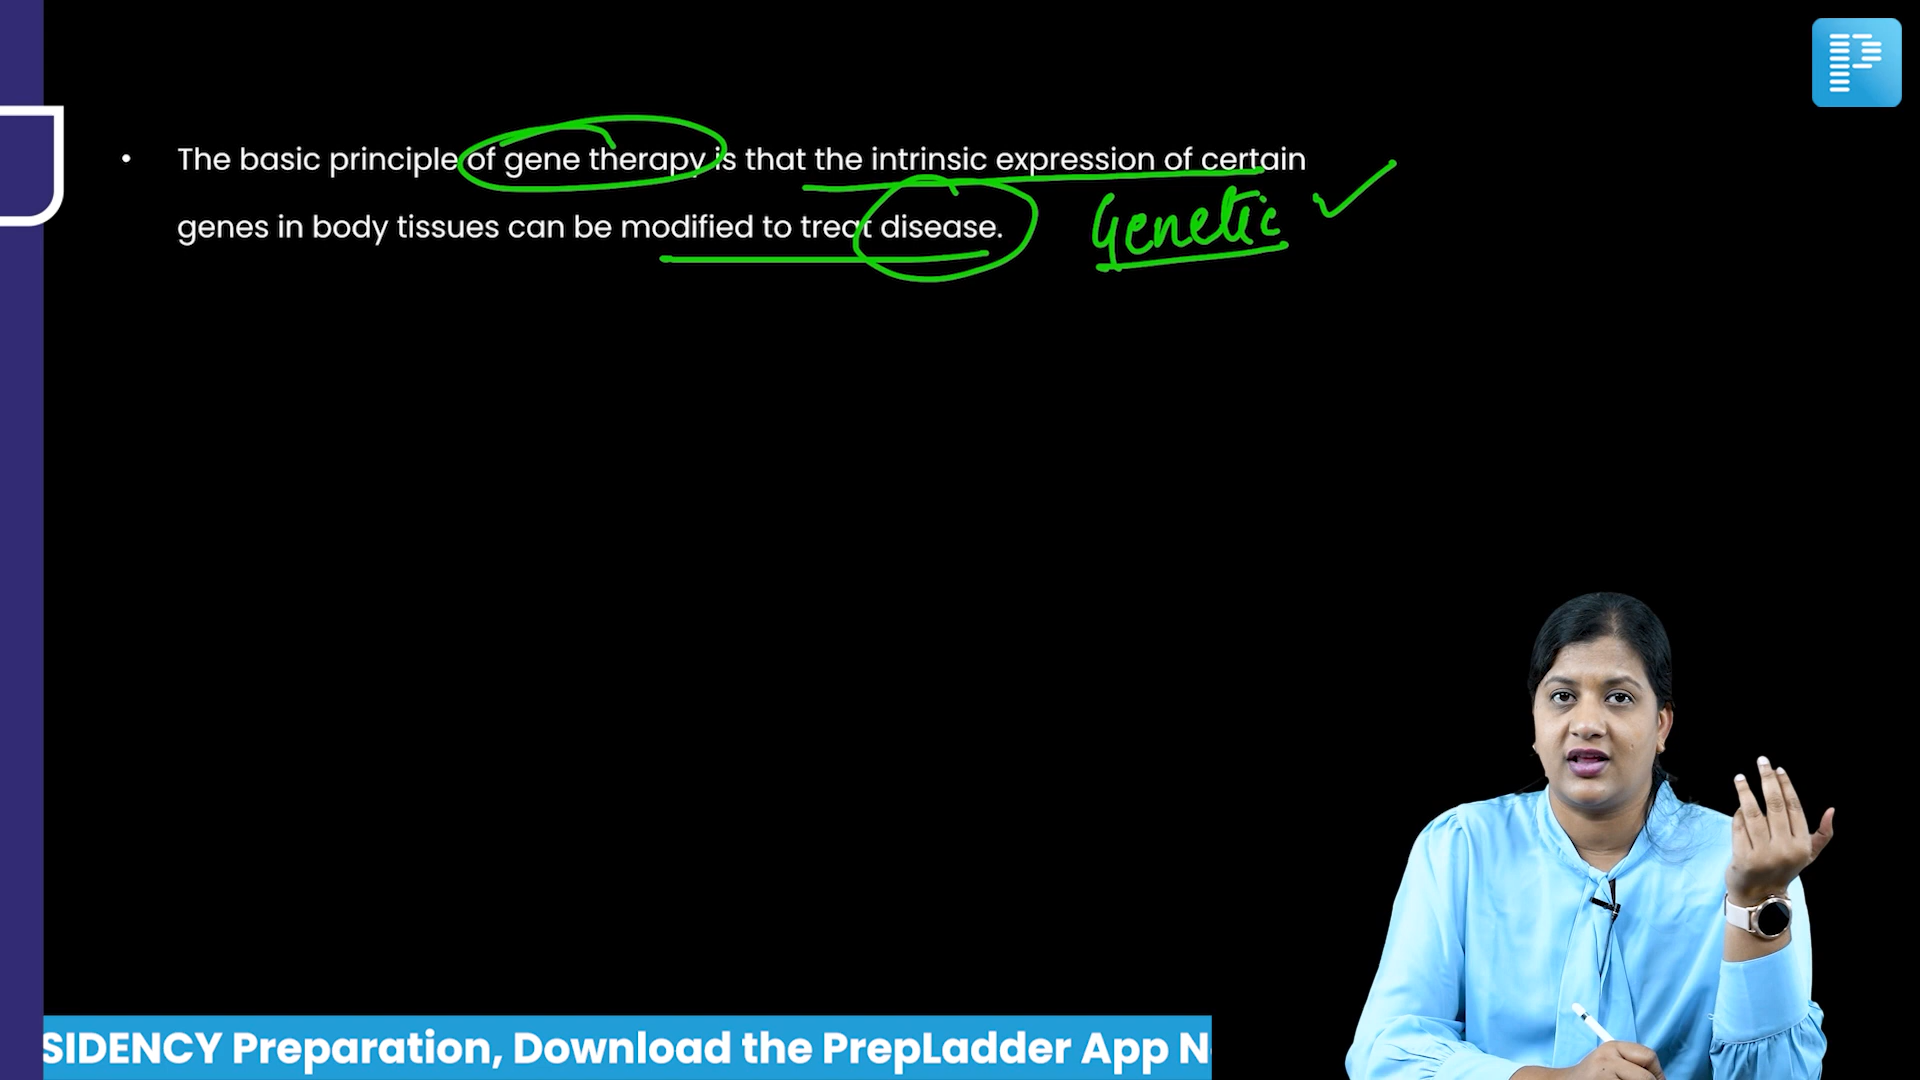 • The basic principle of gene therapy is that the intrinsic expression of certain
genes in body tissues can be modified to treat disease.
Genetic
SIDENCY Preparation, Download the PrepLadder App N